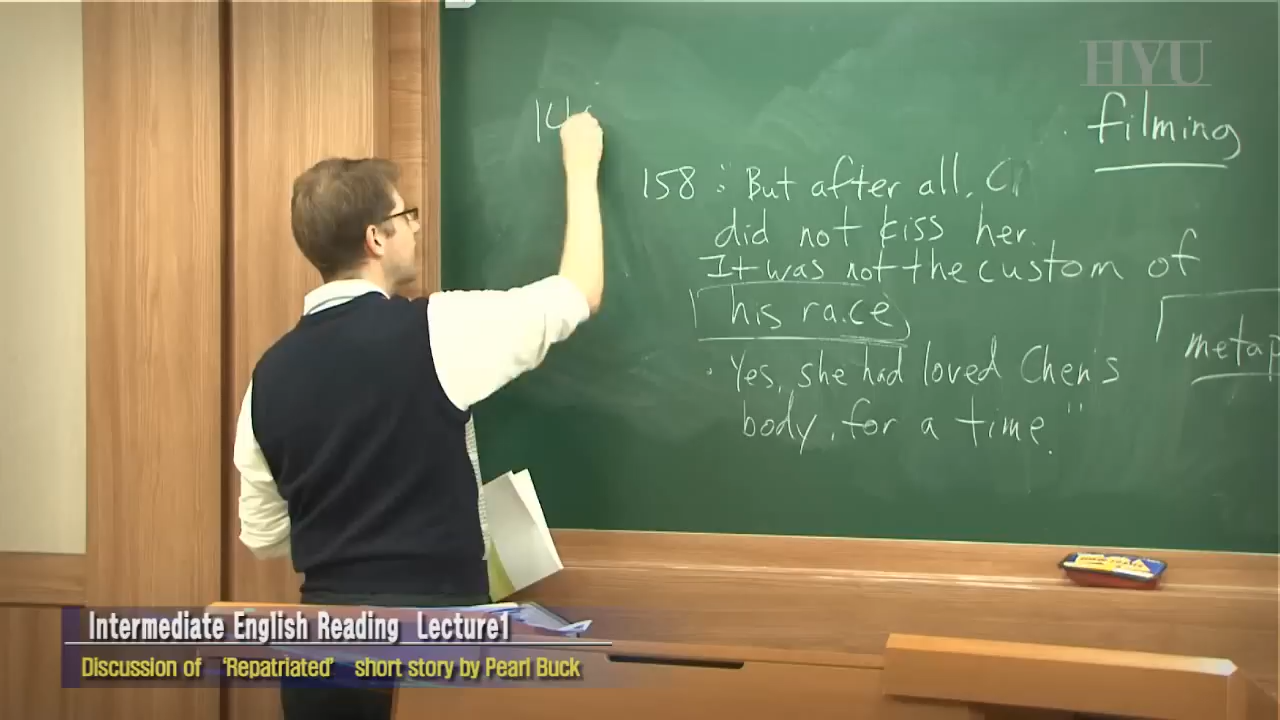 HYU
filming
158 : "But after all, C
did not kiss her.
It was not the custom of
his race
metap
· Yes, she had loved Chen's
body, for a time"
Intermediate English Reading Lecture1
Discussion of 'Repatriated' short story by Pearl Buck